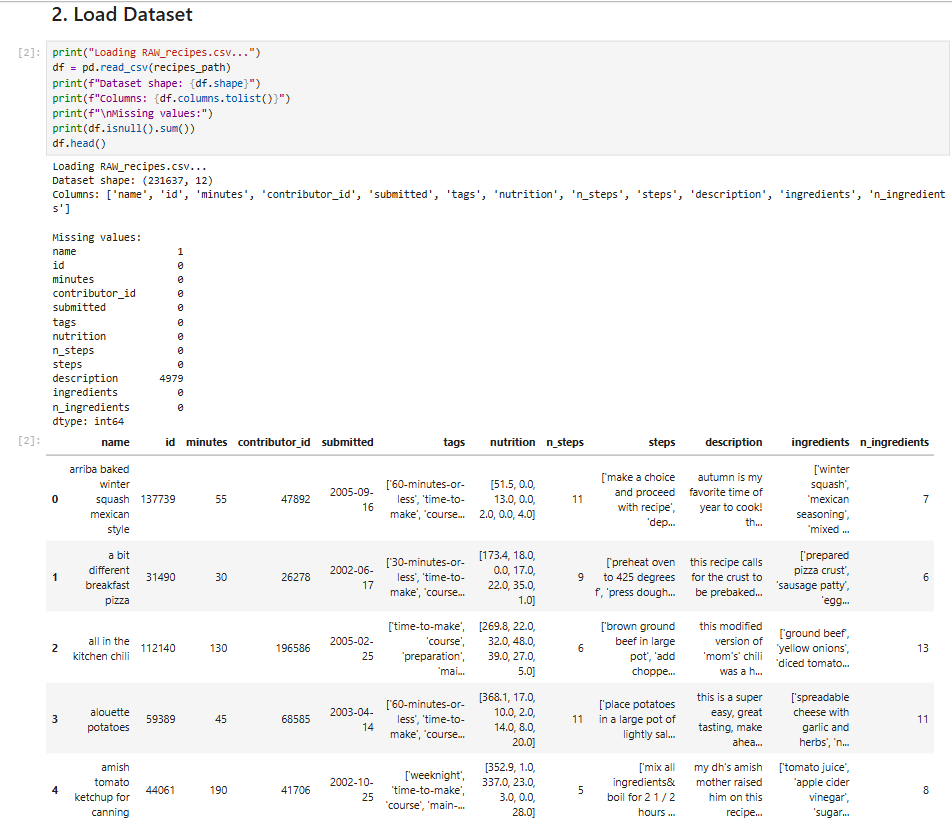 2. Load Dataset
[2]:
print("Loading RAW_recipes.csv...")
df = pd.read_csv(recipes_path)
print(f"Dataset shape: {df.shape}")
print(f"Columns: {df.columns.tolist()}")
print(f"\nMissing values:")
print(df.isnull().sum())
df.head()
Loading RAW_recipes.csv...
Dataset shape: (231637, 12)
Columns: ['name', 'id', 'minutes', 'contributor_id', 'submitted', 'tags', 'nutrition', 'n_steps', 'steps', 'description', 'ingredients', 'n_ingredient
s']
Missing values:
name 1
id 0
minutes 0
contributor_id 0
submitted 0
tags 0
nutrition 0
n_steps 0
steps 0
description 4979
ingredients 0
n_ingredients 0
dtype: int64
[2]:
name id minutes contributor_id submitted tags nutrition n_steps steps description ingredients n_ingredients
0
arriba baked
winter
squash
mexican
style
137739
55
47892
2005-09-
16
['60-minutes-or-
less', 'time-to-
make', 'course...
[51.5, 0.0,
13.0, 0.0,
2.0, 0.0, 4.0]
11
['make a choice
and proceed
with recipe',
'dep...
autumn is my
favorite time of
year to cook!
th...
['winter
squash',
'mexican
seasoning',
'mixed ...
7
1
a bit
different
breakfast
pizza
31490
30
26278
2002-06-
17
['30-minutes-or-
less', 'time-to-
make', 'course...
[173.4, 18.0,
0.0, 17.0,
22.0, 35.0,
1.0]
9
['preheat oven
to 425 degrees
f', 'press dough...
this recipe calls
for the crust to
be prebaked...
['prepared
pizza crust',
'sausage patty',
'egg...
6
2
all in the
kitchen chili
112140
130
196586
2005-02-
25
['time-to-make',
'course',
'preparation',
'mai...
[269.8, 22.0,
32.0, 48.0,
39.0, 27.0,
5.0]
6
['brown ground
beef in large
pot', 'add
choppe...
this modified
version of
'mom's' chili
was a h...
['ground beef',
'yellow onions',
'diced tomato...
13
3
alouette
potatoes
59389
45
68585
2003-04-
14
['60-minutes-or-
less', 'time-to-
make', 'course...
[368.1, 17.0,
10.0, 2.0,
14.0, 8.0,
20.0]
11
['place potatoes
in a large pot of
lightly sal...
this is a super
easy, great
tasting, make
ahea...
['spreadable
cheese with
garlic and
herbs', 'n...
11
4
amish
tomato
ketchup for
canning
44061
190
41706
2002-10-
25
['weeknight',
'time-to-make',
'course', 'main-...
[352.9, 1.0,
337.0, 23.0,
3.0, 0.0,
28.0]
5
['mix all
ingredients&
boil for 2 1 / 2
hours ...
my dh's amish
mother raised
him on this
recipe...
['tomato juice',
'apple cider
vinegar',
'sugar...
8